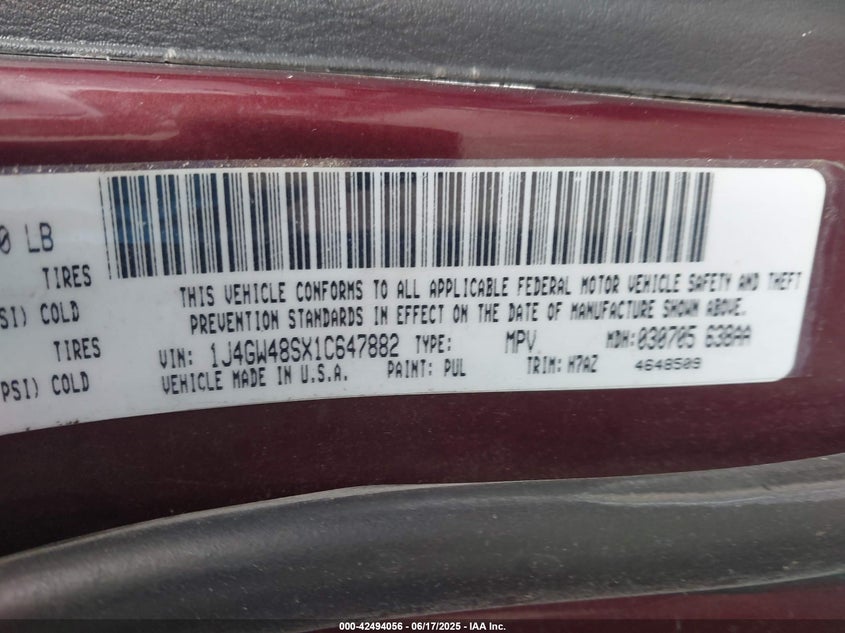 0 LB
TIRES
SI) COLD
TIRES
PSI) COLD
THIS VEHICLE CONFORMS TO ALL APPLICABLE FEDERAL MOTOR VEHICLE SAFETY AND THEFT
PREVENTION STANDARDS IN EFFECT ON THE DATE OF MANUFACTURE SHOWN ABOVE.
VIN: 1J4GW48SX1C647882 TYPE: MPV MDH: 030705 638AA
VEHICLE MADE IN U.S.A. PAINT: PUL TRIM: H7AZ 4648509
000-42494056 - 06/17/2025 - IAA Inc.